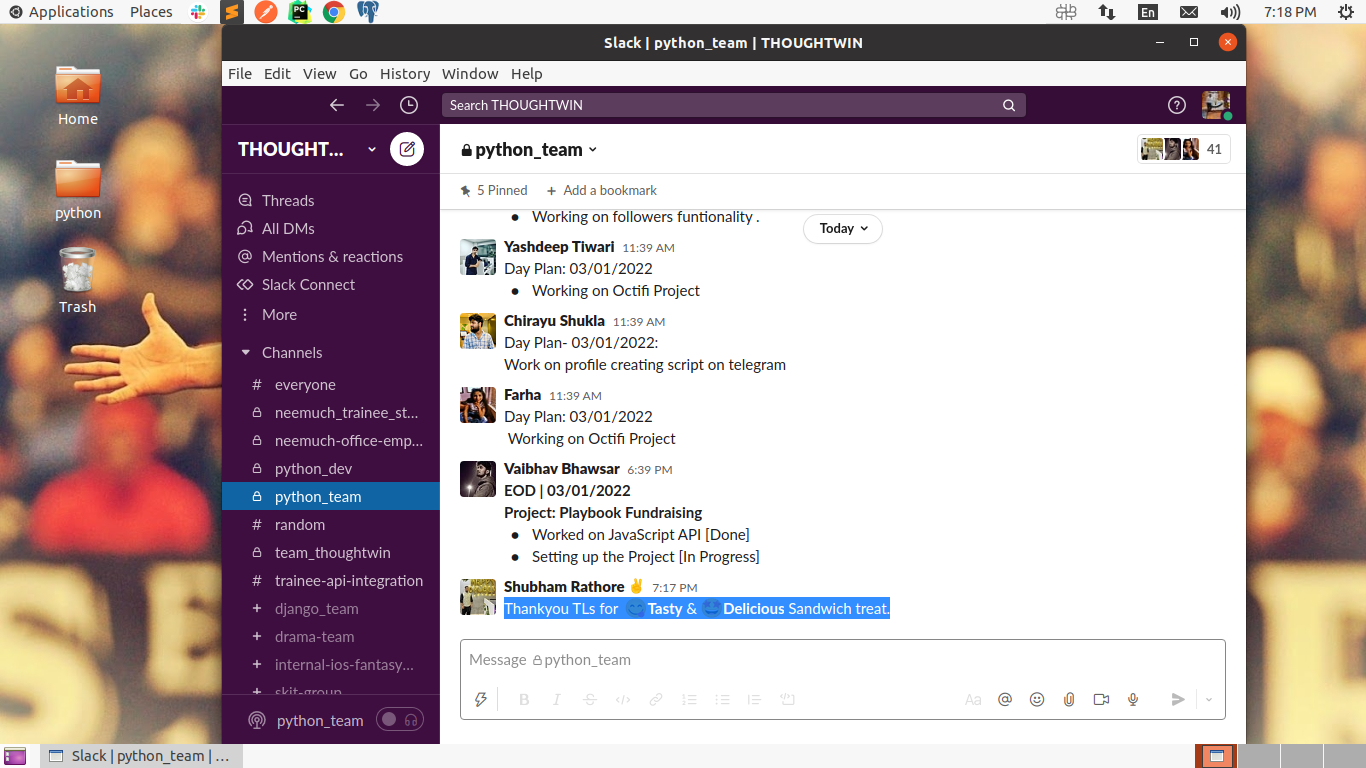 Applications Places En 7:18 PM
Slack | python_team | THOUGHTWIN
File Edit View Go History Window Help
Search THOUGHTWIN
Home
python
Trash
THOUGHT...
Threads
All DMs
Mentions & reactions
Slack Connect
More
Channels
# everyone
neemuch_trainee_st...
neemuch-office-emp...
python_dev
python_team
# random
team_thoughtwin
# trainee-api-integration
+ django_team
+ drama-team
+ internal-ios-fantasy...
+ skit-group
python_team
python_team
41
5 Pinned + Add a bookmark
• Working on followers funtionality .
Today
Yashdeep Tiwari 11:39 AM
Day Plan: 03/01/2022
• Working on Octifi Project
Chirayu Shukla 11:39 AM
Day Plan- 03/01/2022:
Work on profile creating script on telegram
Farha 11:39 AM
Day Plan: 03/01/2022
Working on Octifi Project
Vaibhav Bhawsar 6:39 PM
EOD | 03/01/2022
Project: Playbook Fundraising
• Worked on JavaScript API [Done]
• Setting up the Project [In Progress]
Shubham Rathore ✌ 7:17 PM
Thankyou TLs for 😋Tasty & 🤩Delicious Sandwich treat.
Message python_team
B I S Aa @
Slack | python_team | ...